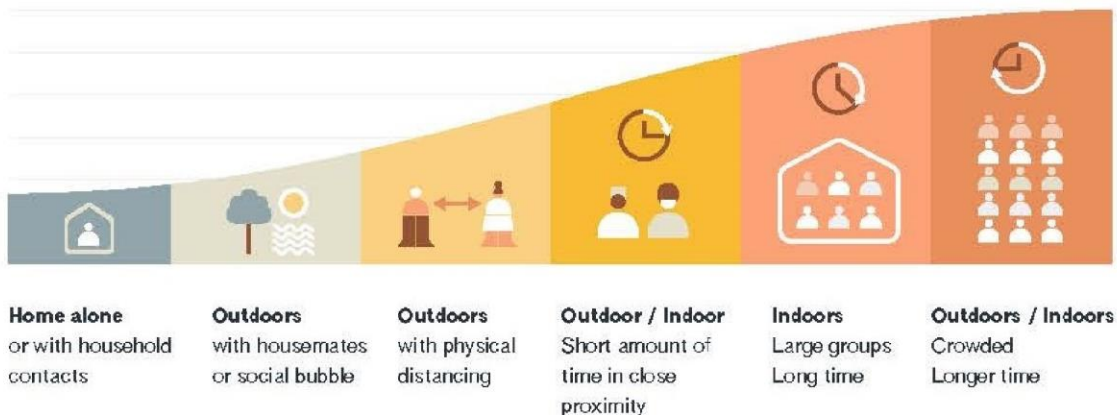 Home alone
or with household
contacts
Outdoors
with housemates
or social bubble
Outdoors
with physical
distancing
Outdoor / Indoor
Short amount of
time in close
proximity
Indoors
Large groups
Long time
Outdoors / Indoors
Crowded
Longer time